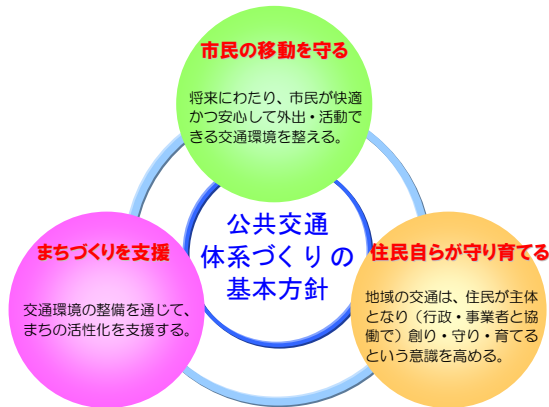 市民の移動を守る
将来にわたり、市民が快適
かつ安心して外出・活動で
きる交通環境を整える。
公共交通
体系づくりの
基本方針
まちづくりを支援
交通環境の整備を通じて、
まちの活性化を支援する。
住民自らが守り育てる
地域の交通は、住民が主体
となり（行政・事業者と協
働で）創り・守り・育てる
という意識を高める。